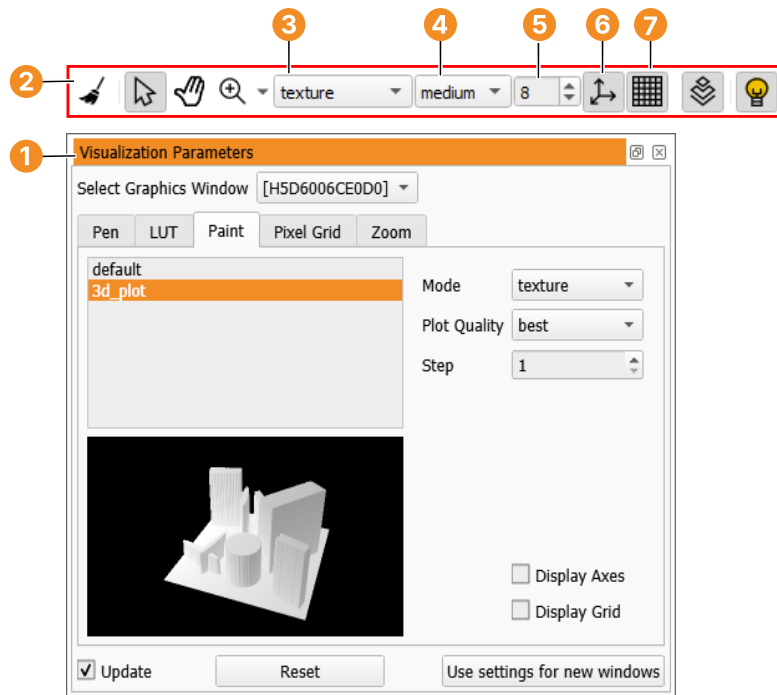 3 4 5 6 7
2
texture medium 8
1
Visualization Parameters
Select Graphics Window [H5D6006CE0D0]
Pen LUT Paint Pixel Grid Zoom
default
3d_plot
Mode texture
Plot Quality best
Step 1
Display Axes
Display Grid
Update Reset Use settings for new windows